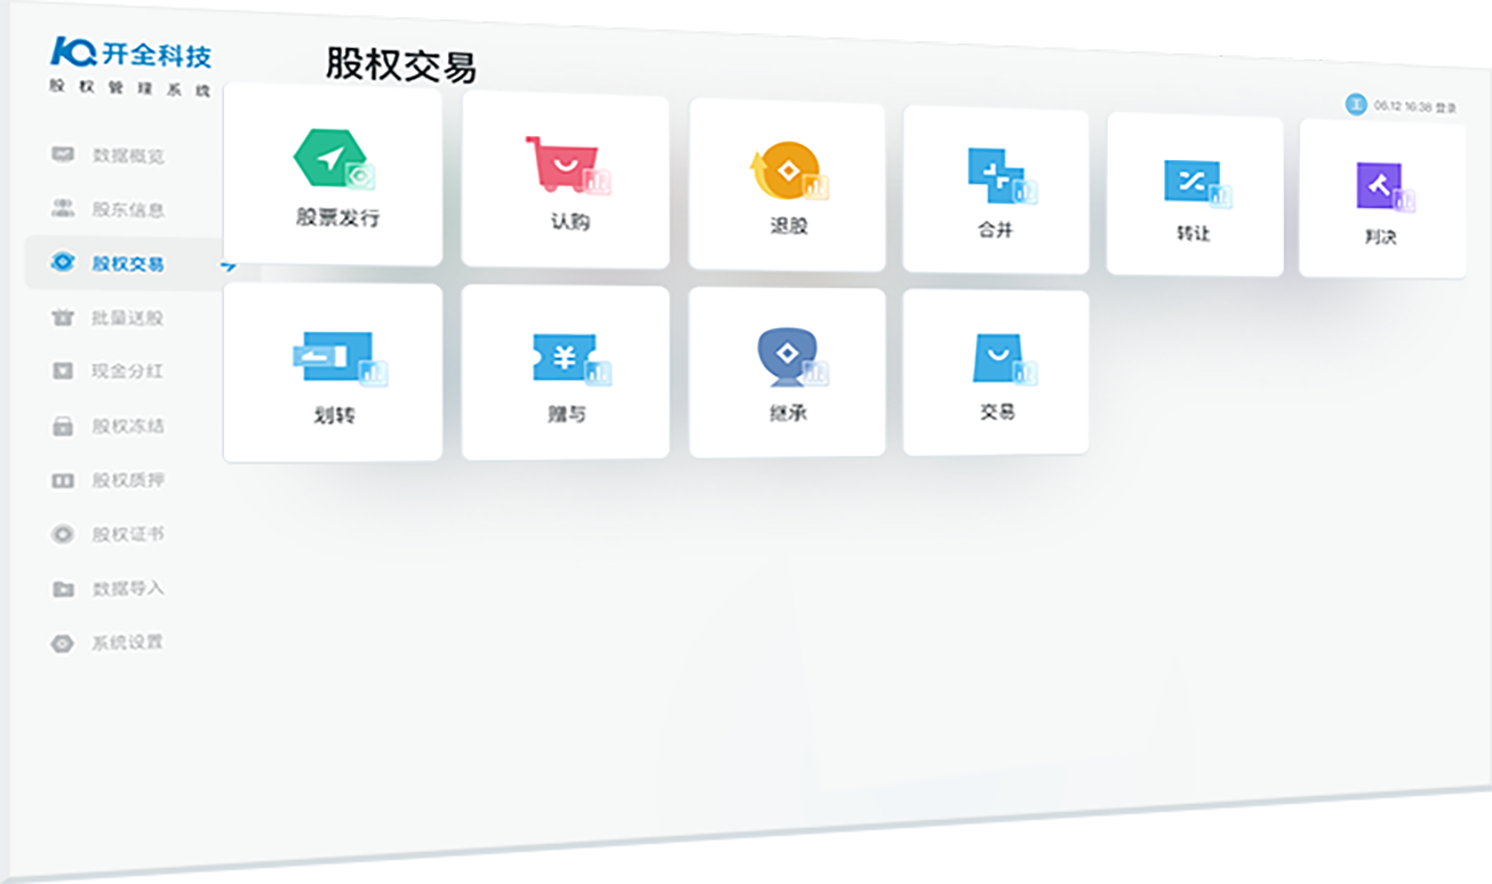 开全科技
股权管理系统
股权交易
06.12 16:38 登录
数据概览
股东信息
股权交易
批量送股
现金分红
股权冻结
股权质押
股权证书
数据导入
系统设置
股票发行
认购
退股
合并
转让
判决
划转
赠与
继承
交易